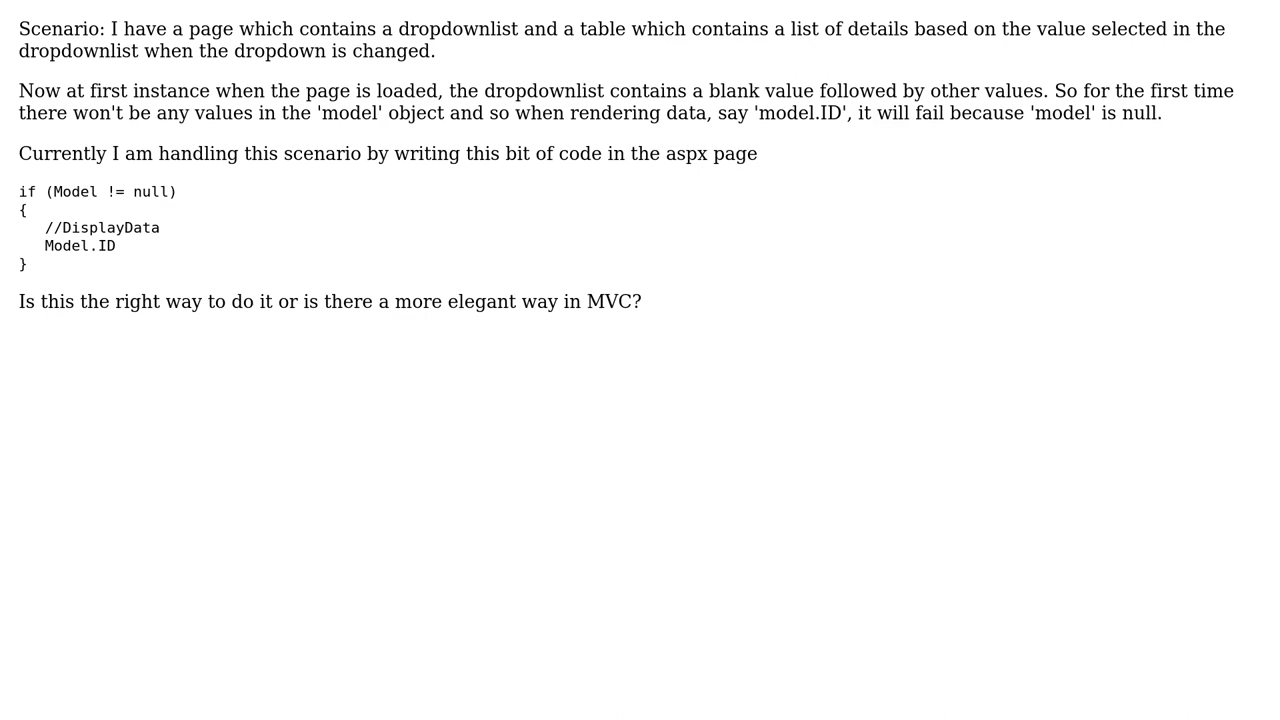 Scenario: I have a page which contains a dropdownlist and a table which contains a list of details based on the value selected in the
dropdownlist when the dropdown is changed.
Now at first instance when the page is loaded, the dropdownlist contains a blank value followed by other values. So for the first time
there won't be any values in the 'model' object and so when rendering data, say 'model.ID', it will fail because 'model' is null.
Currently I am handling this scenario by writing this bit of code in the aspx page
if (Model != null)
{
   //DisplayData
   Model.ID
}
Is this the right way to do it or is there a more elegant way in MVC?